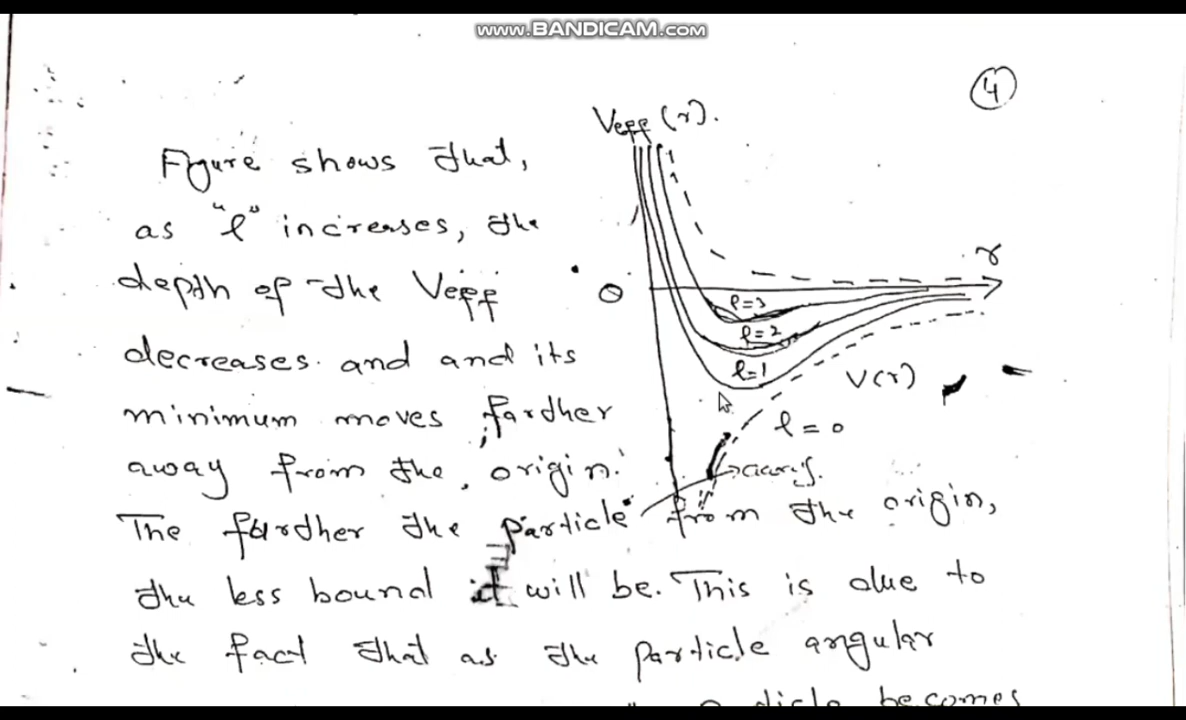 www.BANDICAM.com
4
Veff (r).
Figure shows that,
as "l" increases, the
depth of the Veff
decreases. and and its
minimum moves farther
away from the origin.
The further the particle from the origin,
the less bound it will be. This is due to
the fact that as the particle angular
becomes
r
0
l=3
l=2
l=1
V(r)
l=0